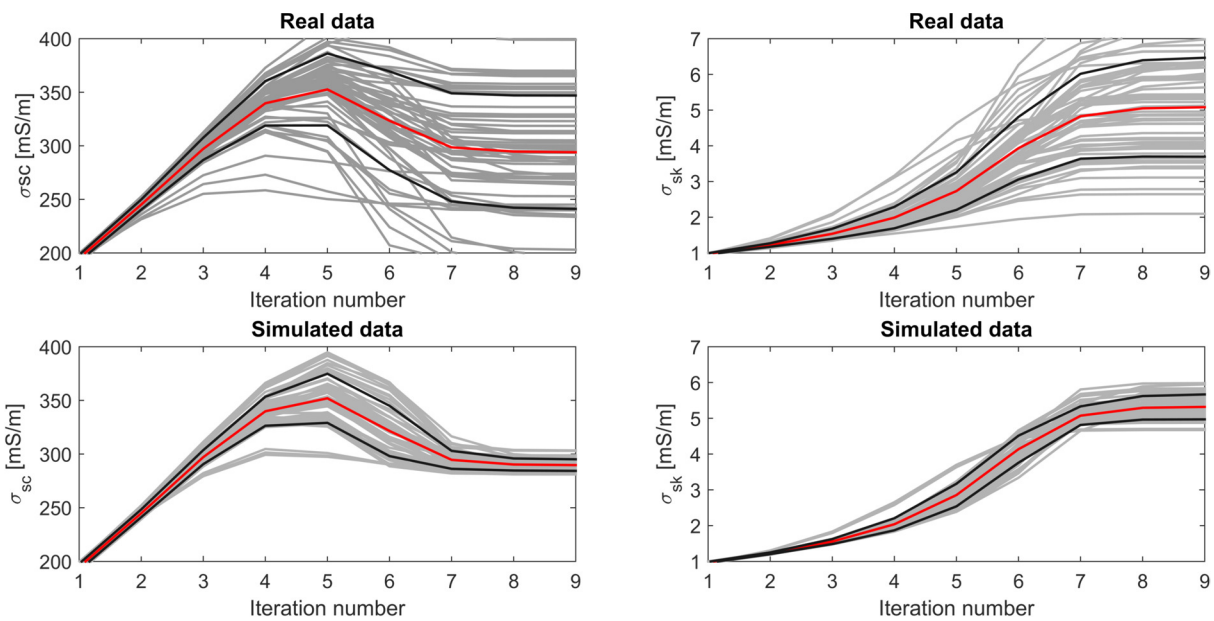 Real data
σsc [mS/m]
400
350
300
250
200
1 2 3 4 5 6 7 8 9
Iteration number
Real data
σsk [mS/m]
7
6
5
4
3
2
1
1 2 3 4 5 6 7 8 9
Iteration number
Simulated data
σsc [mS/m]
400
350
300
250
200
1 2 3 4 5 6 7 8 9
Iteration number
Simulated data
σsk [mS/m]
7
6
5
4
3
2
1
1 2 3 4 5 6 7 8 9
Iteration number